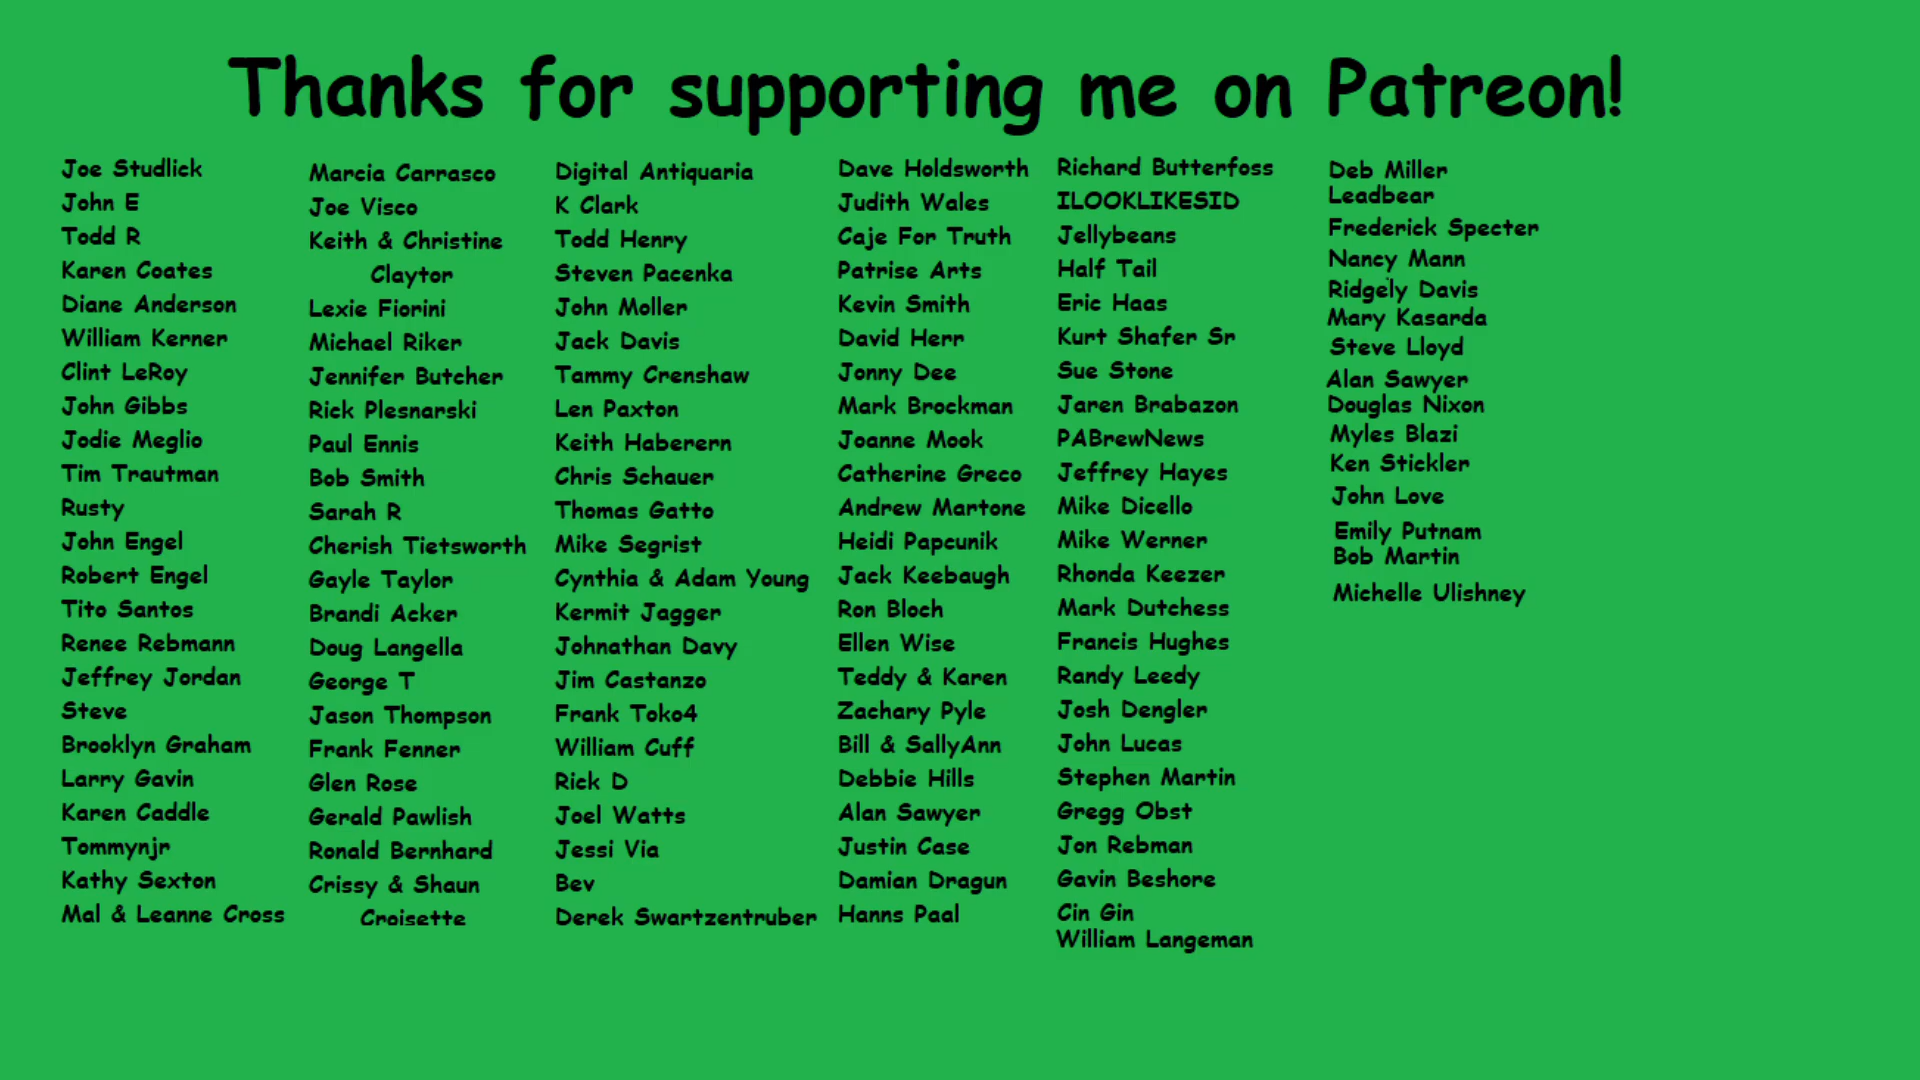 Thanks for supporting me on Patreon!
Joe Studlick
John E
Todd R
Karen Coates
Diane Anderson
William Kerner
Clint LeRoy
John Gibbs
Jodie Meglio
Tim Trautman
Rusty
John Engel
Robert Engel
Tito Santos
Renee Rebmann
Jeffrey Jordan
Steve
Brooklyn Graham
Larry Gavin
Karen Caddle
Tommynjr
Kathy Sexton
Mal & Leanne Cross
Marcia Carrasco
Joe Visco
Keith & Christine
Claytor
Lexie Fiorini
Michael Riker
Jennifer Butcher
Rick Plesnarski
Paul Ennis
Bob Smith
Sarah R
Cherish Tietsworth
Gayle Taylor
Brandi Acker
Doug Langella
George T
Jason Thompson
Frank Fenner
Glen Rose
Gerald Pawlish
Ronald Bernhard
Crissy & Shaun
Croisette
Digital Antiquaria
K Clark
Todd Henry
Steven Pacenka
John Moller
Jack Davis
Tammy Crenshaw
Len Paxton
Keith Haberern
Chris Schauer
Thomas Gatto
Mike Segrist
Cynthia & Adam Young
Kermit Jagger
Johnathan Davy
Jim Castanzo
Frank Toko4
William Cuff
Rick D
Joel Watts
Jessi Via
Bev
Derek Swartzentruber
Dave Holdsworth
Judith Wales
Caje For Truth
Patrise Arts
Kevin Smith
David Herr
Jonny Dee
Mark Brockman
Joanne Mook
Catherine Greco
Andrew Martone
Heidi Papcunik
Jack Keebaugh
Ron Bloch
Ellen Wise
Teddy & Karen
Zachary Pyle
Bill & SallyAnn
Debbie Hills
Alan Sawyer
Justin Case
Damian Dragun
Hanns Paal
Richard Butterfoss
ILOOKLIKESID
Jellybeans
Half Tail
Eric Haas
Kurt Shafer Sr
Sue Stone
Jaren Brabazon
PABrewNews
Jeffrey Hayes
Mike Dicello
Mike Werner
Rhonda Keezer
Mark Dutchess
Francis Hughes
Randy Leedy
Josh Dengler
John Lucas
Stephen Martin
Gregg Obst
Jon Rebman
Gavin Beshore
Cin Gin
William Langeman
Deb Miller
Leadbear
Frederick Specter
Nancy Mann
Ridgely Davis
Mary Kasarda
Steve Lloyd
Alan Sawyer
Douglas Nixon
Myles Blazi
Ken Stickler
John Love
Emily Putnam
Bob Martin
Michelle Ulishney